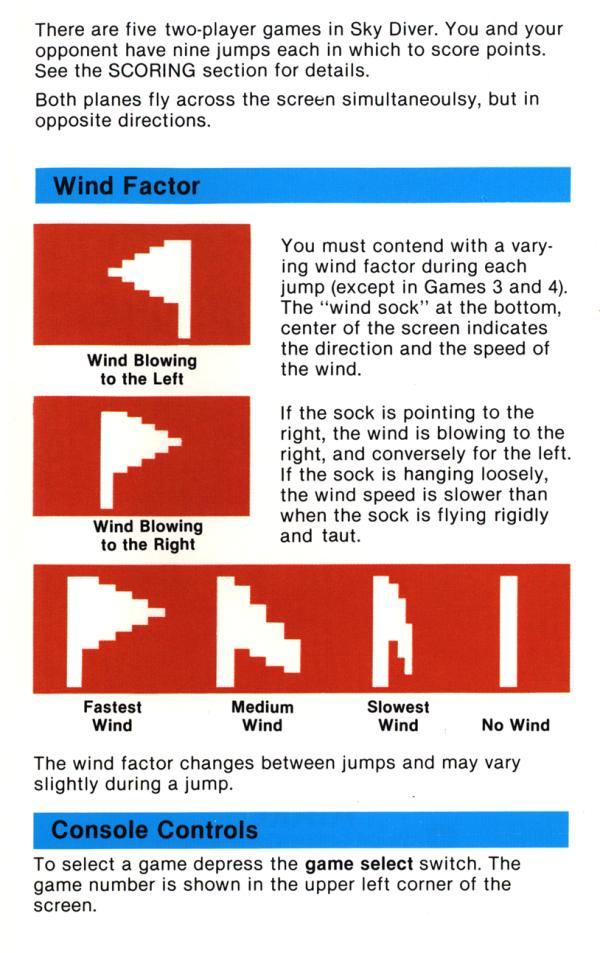 There are five two-player games in Sky Diver. You and your
opponent have nine jumps each in which to score points.
See the SCORING section for details.
Both planes fly across the screen simultaneoulsy, but in
opposite directions.
Wind Factor
Wind Blowing
to the Left
You must contend with a vary-
ing wind factor during each
jump (except in Games 3 and 4).
The “wind sock” at the bottom,
center of the screen indicates
the direction and the speed of
the wind.
Wind Blowing
to the Right
If the sock is pointing to the
right, the wind is blowing to the
right, and conversely for the left.
If the sock is hanging loosely,
the wind speed is slower than
when the sock is flying rigidly
and taut.
Fastest
Wind
Medium
Wind
Slowest
Wind
No Wind
The wind factor changes between jumps and may vary
slightly during a jump.
Console Controls
To select a game depress the game select switch. The
game number is shown in the upper left corner of the
screen.